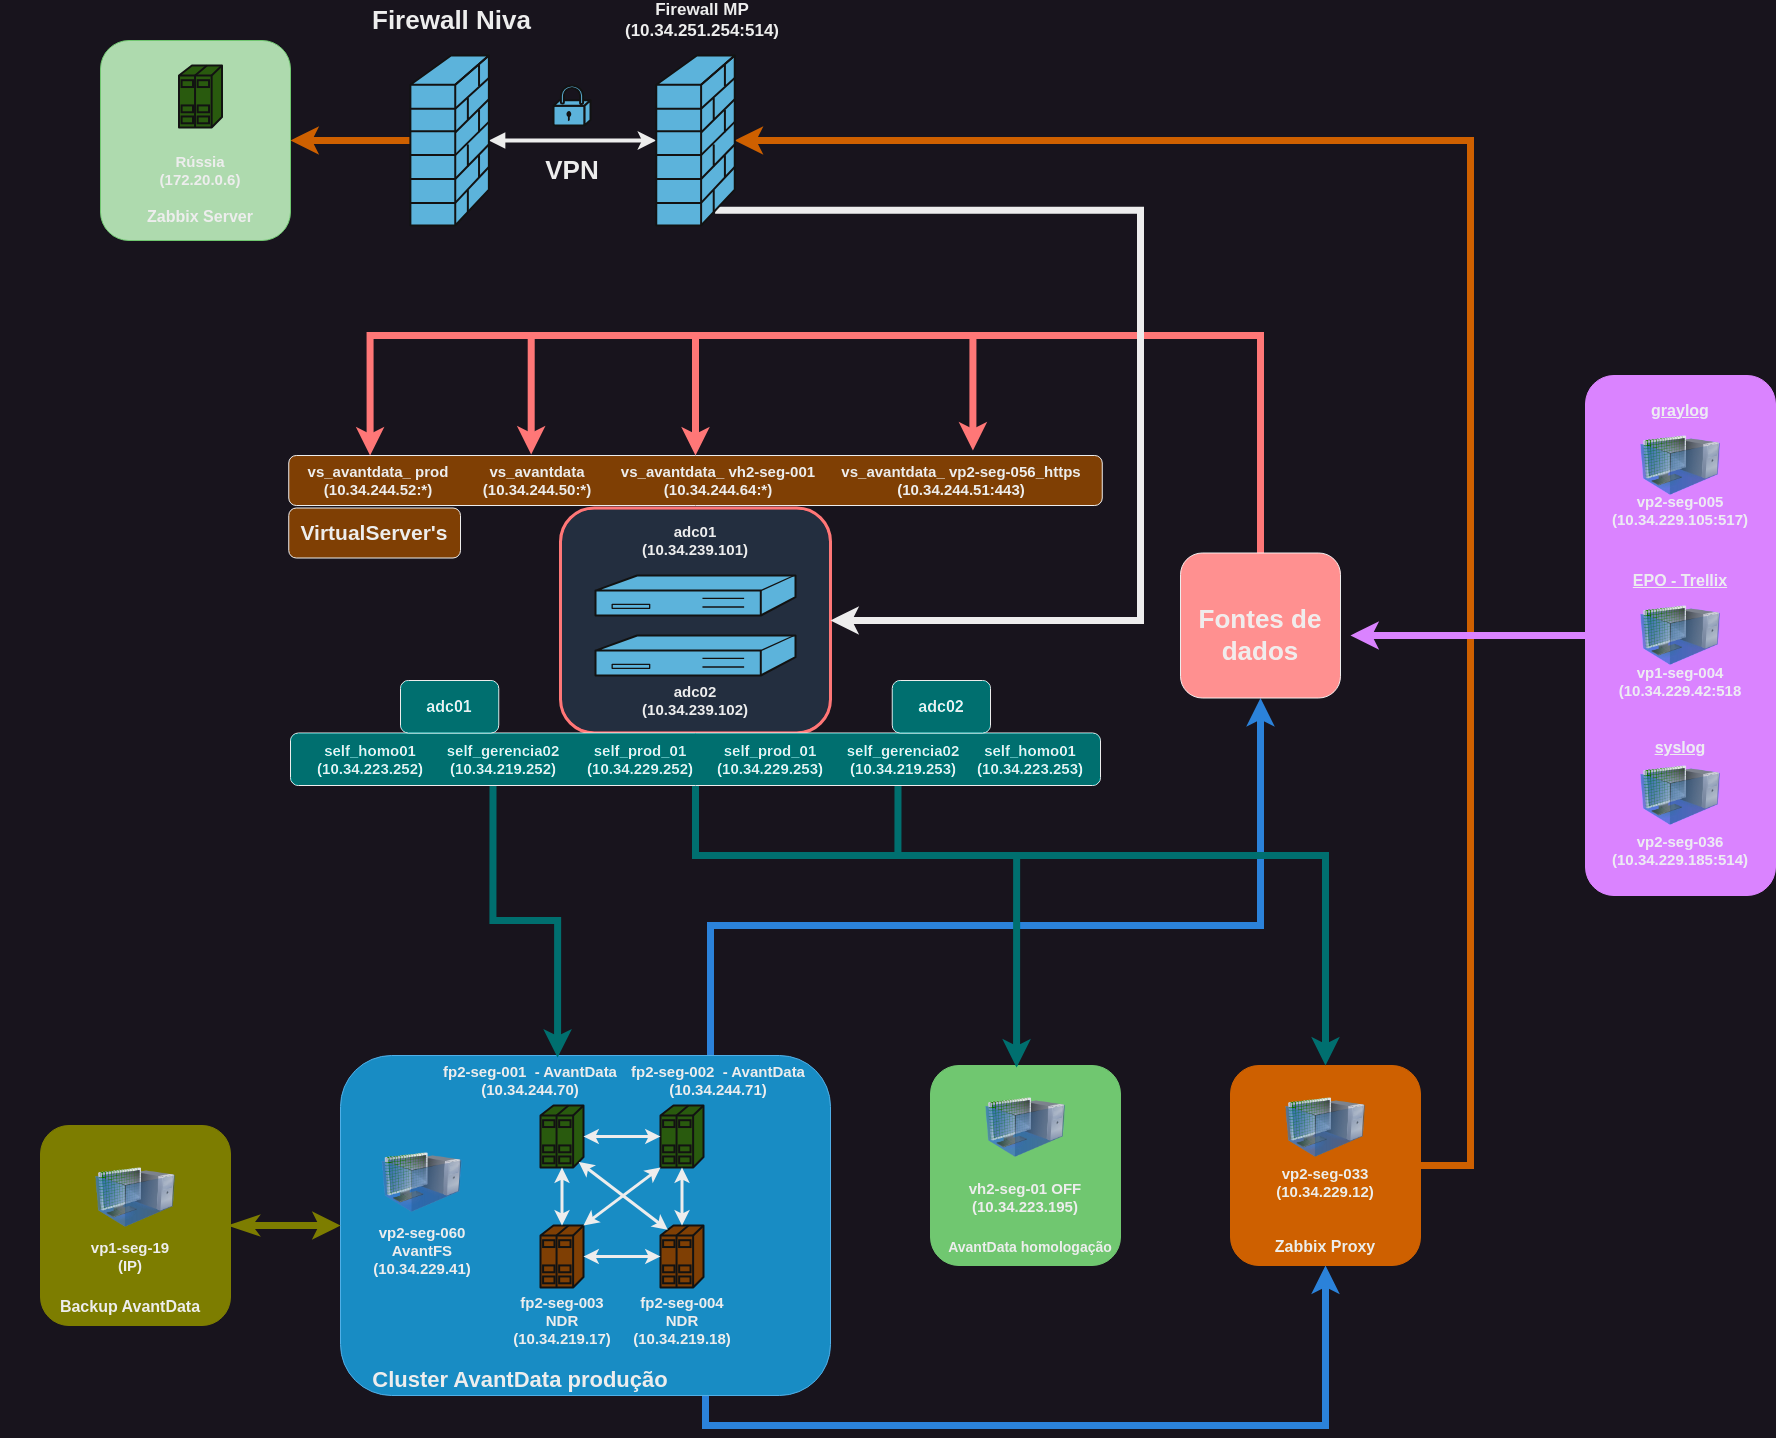 Firewall Niva
Firewall MP
(10.34.251.254:514)
VPN
Rússia
(172.20.0.6)
Zabbix Server
vs_avantdata_ prod
(10.34.244.52:*)
vs_avantdata
(10.34.244.50:*)
vs_avantdata_ vh2-seg-001
(10.34.244.64:*)
vs_avantdata_ vp2-seg-056_https
(10.34.244.51:443)
VirtualServer's
adc01
(10.34.239.101)
adc02
(10.34.239.102)
adc01
adc02
self_homo01
(10.34.223.252)
self_gerencia02
(10.34.219.252)
self_prod_01
(10.34.229.252)
self_prod_01
(10.34.229.253)
self_gerencia02
(10.34.219.253)
self_homo01
(10.34.223.253)
Fontes de
dados
graylog
vp2-seg-005
(10.34.229.105:517)
EPO - Trellix
vp1-seg-004
(10.34.229.42:518
syslog
vp2-seg-036
(10.34.229.185:514)
vp1-seg-19
(IP)
Backup AvantData
fp2-seg-001  - AvantData
(10.34.244.70)
fp2-seg-002  - AvantData
(10.34.244.71)
vp2-seg-060
AvantFS
(10.34.229.41)
fp2-seg-003
NDR
(10.34.219.17)
fp2-seg-004
NDR
(10.34.219.18)
Cluster AvantData produção
vh2-seg-01 OFF
(10.34.223.195)
AvantData homologação
vp2-seg-033
(10.34.229.12)
Zabbix Proxy